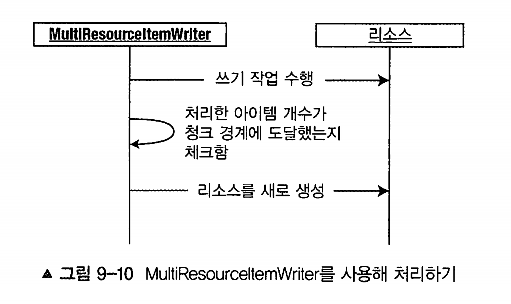 MultiResourceItemWriter
리소스
쓰기 작업 수행
처리한 아이템 개수가
청크 경계에 도달했는지
체크함
리소스를 새로 생성
▲ 그림 9-10 MultiResourceItemWriter를 사용해 처리하기